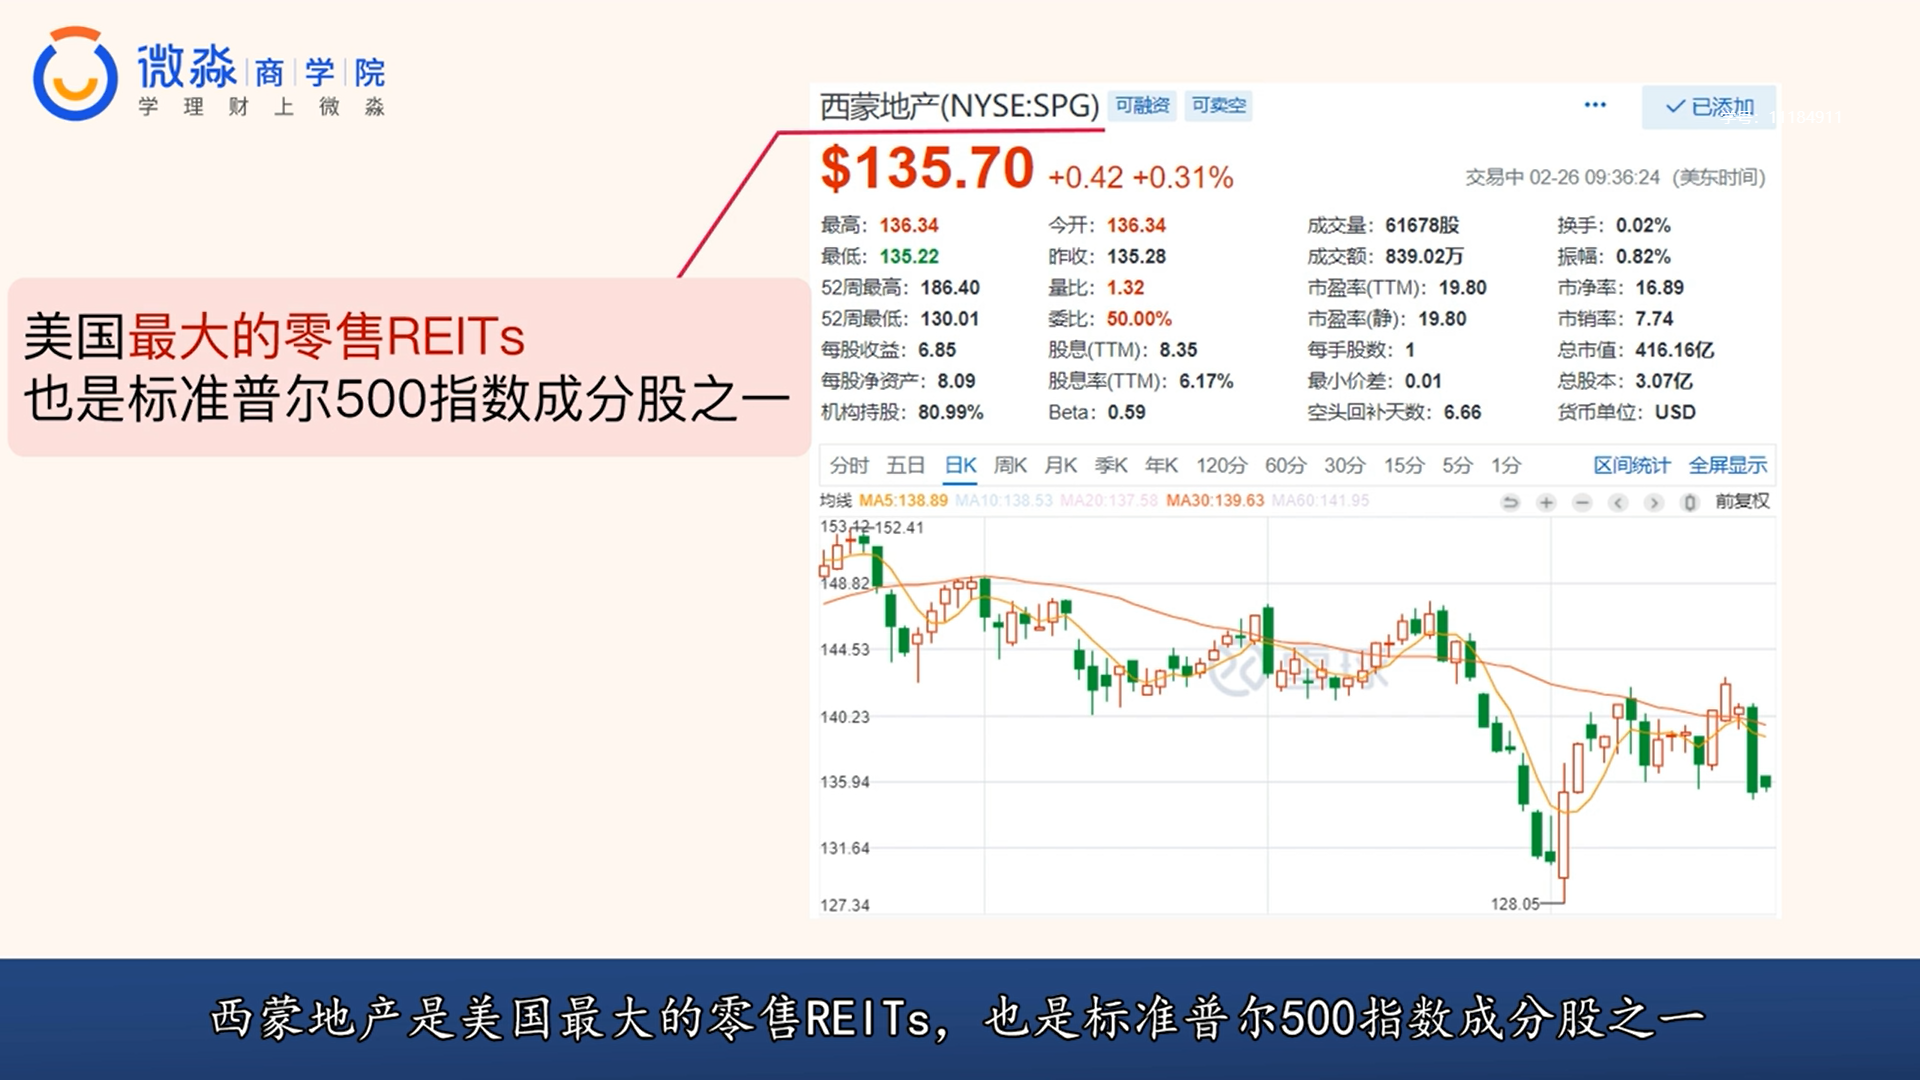 微淼商学院
学理财上微淼
西蒙地产(NYSE:SPG) 可融资 可卖空 ••• 已添加
学号: 11184911
$135.70 +0.42 +0.31% 交易中 02-26 09:36:24 (美东时间)
最高: 136.34 今开: 136.34 成交量: 61678股 换手: 0.02%
最低: 135.22 昨收: 135.28 成交额: 839.02万 振幅: 0.82%
52周最高: 186.40 量比: 1.32 市盈率(TTM): 19.80 市净率: 16.89
52周最低: 130.01 委比: 50.00% 市盈率(静): 19.80 市销率: 7.74
每股收益: 6.85 股息(TTM): 8.35 每手股数: 1 总市值: 416.16亿
每股净资产: 8.09 股息率(TTM): 6.17% 最小价差: 0.01 总股本: 3.07亿
机构持股: 80.99% Beta: 0.59 空头回补天数: 6.66 货币单位: USD
美国最大的零售REITs
也是标准普尔500指数成分股之一
分时 五日 日K 周K 月K 季K 年K 120分 60分 30分 15分 5分 1分 区间统计 全屏显示
均线 MA5:138.89 MA10:138.53 MA20:137.58 MA30:139.63 MA60:141.95 前复权
153.12 152.41
148.82
144.53
雪球
140.23
135.94
131.64
128.05
127.34
西蒙地产是美国最大的零售REITs，也是标准普尔500指数成分股之一